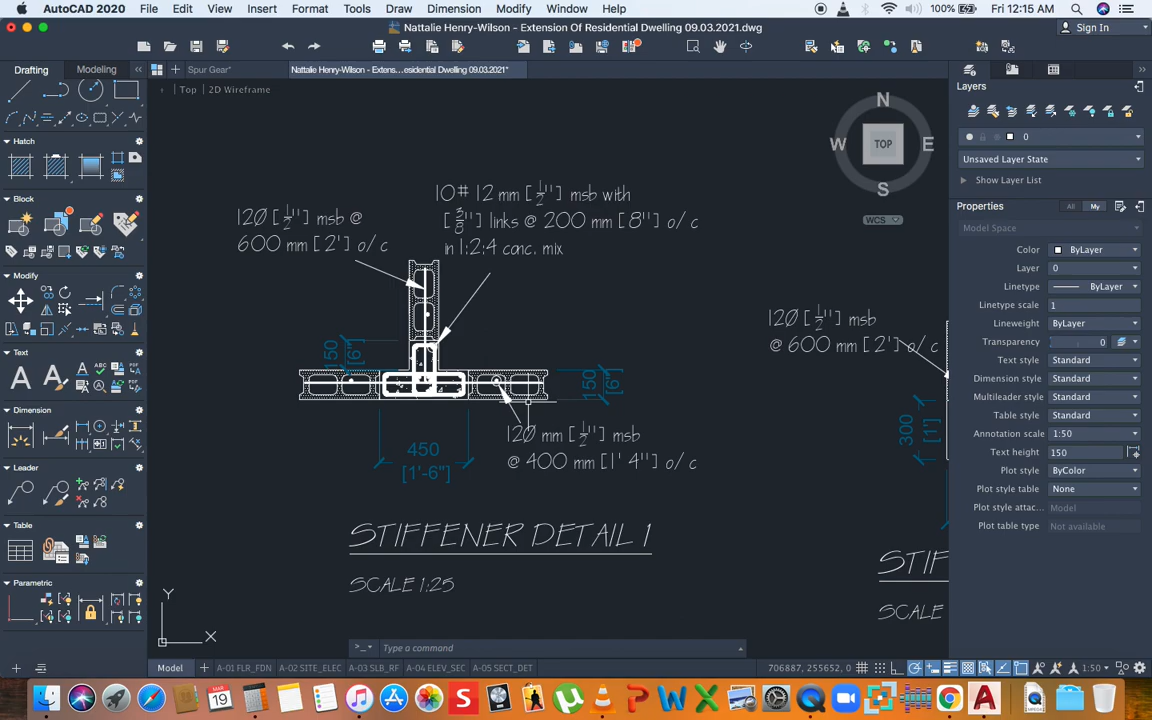 AutoCAD 2020 File Edit View Insert Format Tools Draw Dimension Modify Window Help 100% Fri 12:15 AM
Nattalie Henry-Wilson - Extension Of Residential Dwelling 09.03.2021*
Sign In
Drafting Modeling Spur Gear* Nattalie Henry-Wilson - Extens...esidential Dwelling 09.03.2021*
Top 2D Wireframe
Layers
0
Unsaved Layer State
Show Layer List
Properties All My
Model Space
Color ByLayer
Layer 0
Linetype ByLayer
Linetype scale 1
Lineweight ByLayer
Transparency 0
Text style Standard
Dimension style Standard
Multileader style Standard
Table style Standard
Annotation scale 1:50
Text height 150
Plot style ByColor
Plot style table None
Plot style attac... Model
Plot table type Not available
N
W TOP E
S
WCS
Hatch
Block
Modify
Text
Dimension
Leader
Table
Parametric
10# 12 mm [1/2"] msb with
[3/8"] links @ 200 mm [8"] o/c
in 1:2:4 conc. mix
12Ø [1/2"] msb @
600 mm [2'] o/c
150
[6"]
150
[6"]
450
[1'-6"]
12Ø mm [1/2"] msb
@ 400 mm [1' 4"] o/c
STIFFENER DETAIL 1
SCALE 1:25
12Ø [1/2"] msb
@ 600 mm [2'] o/c
300
[1']
STIF
SCALE
Y
X
Type a command
Model A-01 FLR_FDN A-02 SITE_ELEC A-03 SLB_RF A-04 ELEV_SEC A-05 SECT_DET
706887, 255652, 0 1:50
MAR
19